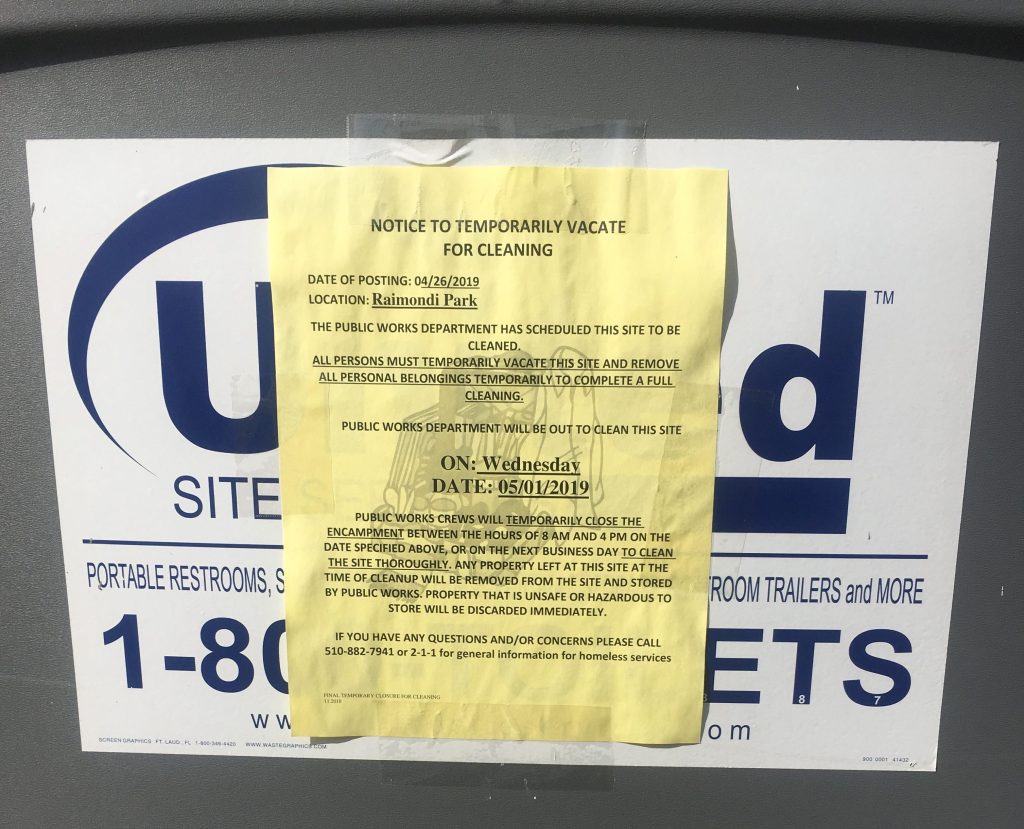 NOTICE TO TEMPORARILY VACATE
FOR CLEANING
DATE OF POSTING: 04/26/2019
LOCATION: Raimondi Park
THE PUBLIC WORKS DEPARTMENT HAS SCHEDULED THIS SITE TO BE
CLEANED.
ALL PERSONS MUST TEMPORARILY VACATE THIS SITE AND REMOVE
ALL PERSONAL BELONGINGS TEMPORARILY TO COMPLETE A FULL
CLEANING.
PUBLIC WORKS DEPARTMENT WILL BE OUT TO CLEAN THIS SITE
ON: Wednesday
DATE: 05/01/2019
PUBLIC WORKS CREWS WILL TEMPORARILY CLOSE THE
ENCAMPMENT BETWEEN THE HOURS OF 8 AM AND 4 PM ON THE
DATE SPECIFIED ABOVE, OR ON THE NEXT BUSINESS DAY TO CLEAN
THE SITE THOROUGHLY. ANY PROPERTY LEFT AT THIS SITE AT THE
TIME OF CLEANUP WILL BE REMOVED FROM THE SITE AND STORED
BY PUBLIC WORKS. PROPERTY THAT IS UNSAFE OR HAZARDOUS TO
STORE WILL BE DISCARDED IMMEDIATELY.
IF YOU HAVE ANY QUESTIONS AND/OR CONCERNS PLEASE CALL
510-882-7941 or 2-1-1 for general information for homeless services
FINAL TEMPORARY CLOSURE FOR CLEANING
11.2018
U d TM
SITE
PORTABLE RESTROOMS, S ROOM TRAILERS and MORE
1-80 ETS
8 7
ww om
SCREEN GRAPHICS FT. LAUD., FL 1-800-346-4420 WWW.WASTEGRAPHICS.COM
900 0001 41432